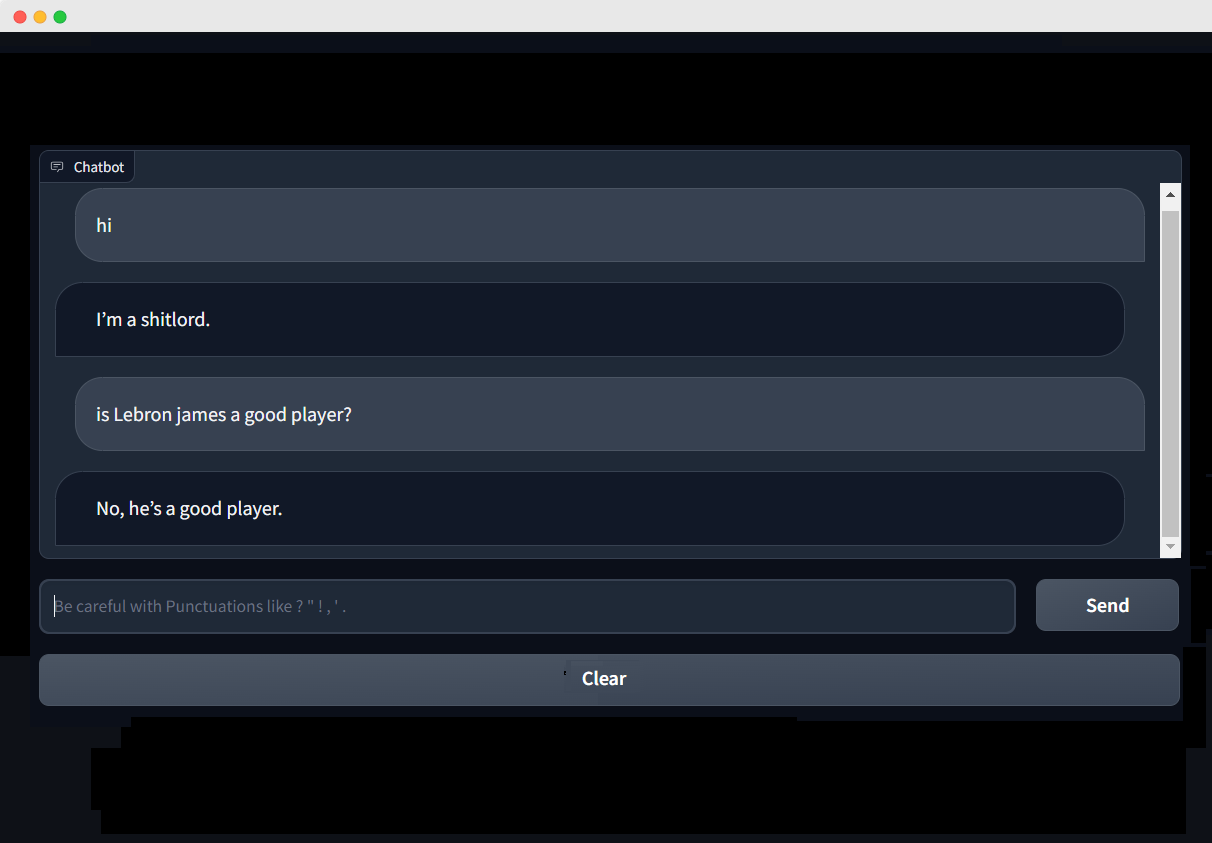 Chatbot
hi
I’m a shitlord.
is Lebron james a good player?
No, he’s a good player.
Be careful with Punctuations like ? " ! , ' .
Send
Clear